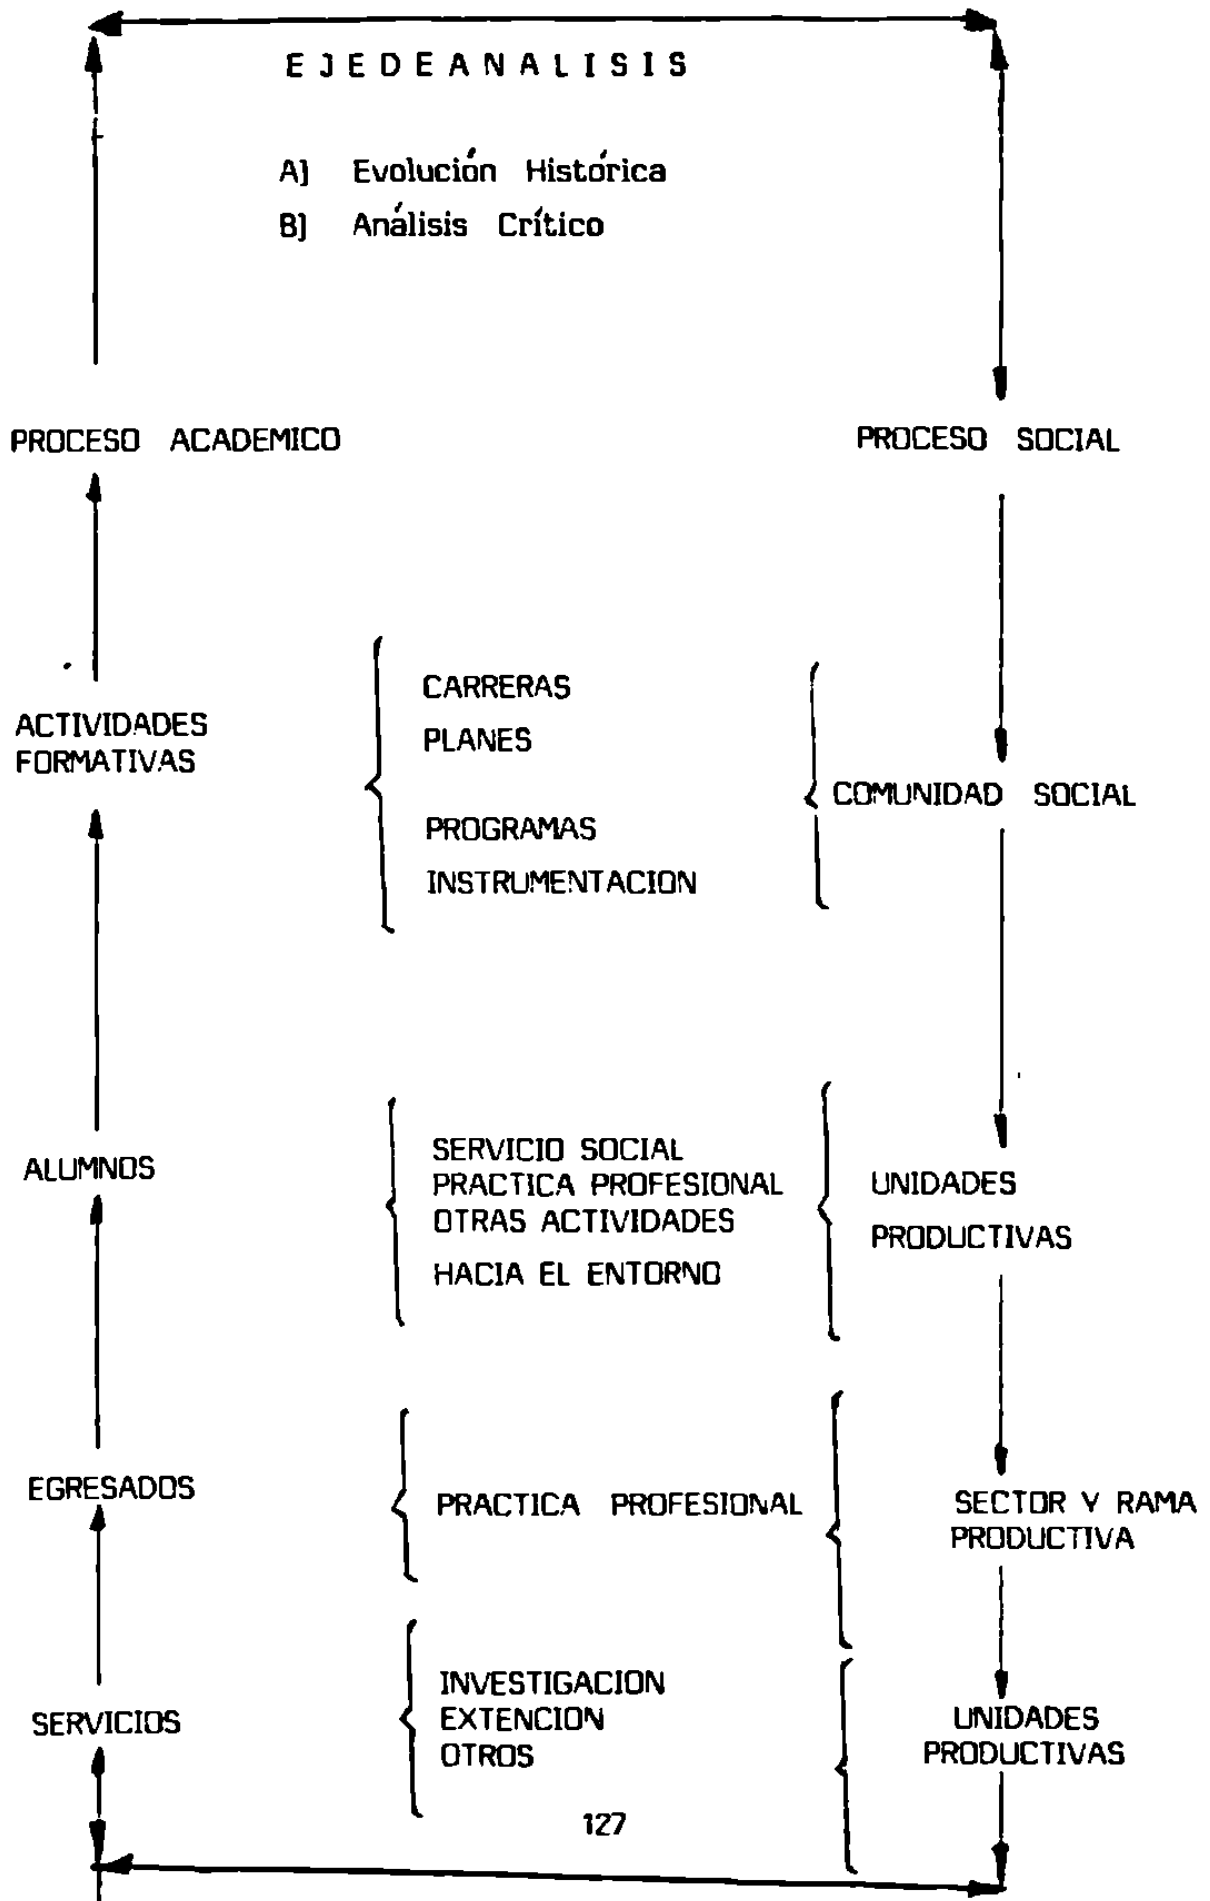 E J E D E A N A L I S I S
A] Evolución Histórica
B] Análisis Crítico
PROCESO ACADEMICO
PROCESO SOCIAL
ACTIVIDADES
FORMATIVAS
CARRERAS
PLANES
PROGRAMAS
INSTRUMENTACION
COMUNIDAD SOCIAL
ALUMNOS
SERVICIO SOCIAL
PRACTICA PROFESIONAL
OTRAS ACTIVIDADES
HACIA EL ENTORNO
UNIDADES
PRODUCTIVAS
EGRESADOS
PRACTICA PROFESIONAL
SECTOR Y RAMA
PRODUCTIVA
SERVICIOS
INVESTIGACION
EXTENCION
OTROS
UNIDADES
PRODUCTIVAS
127